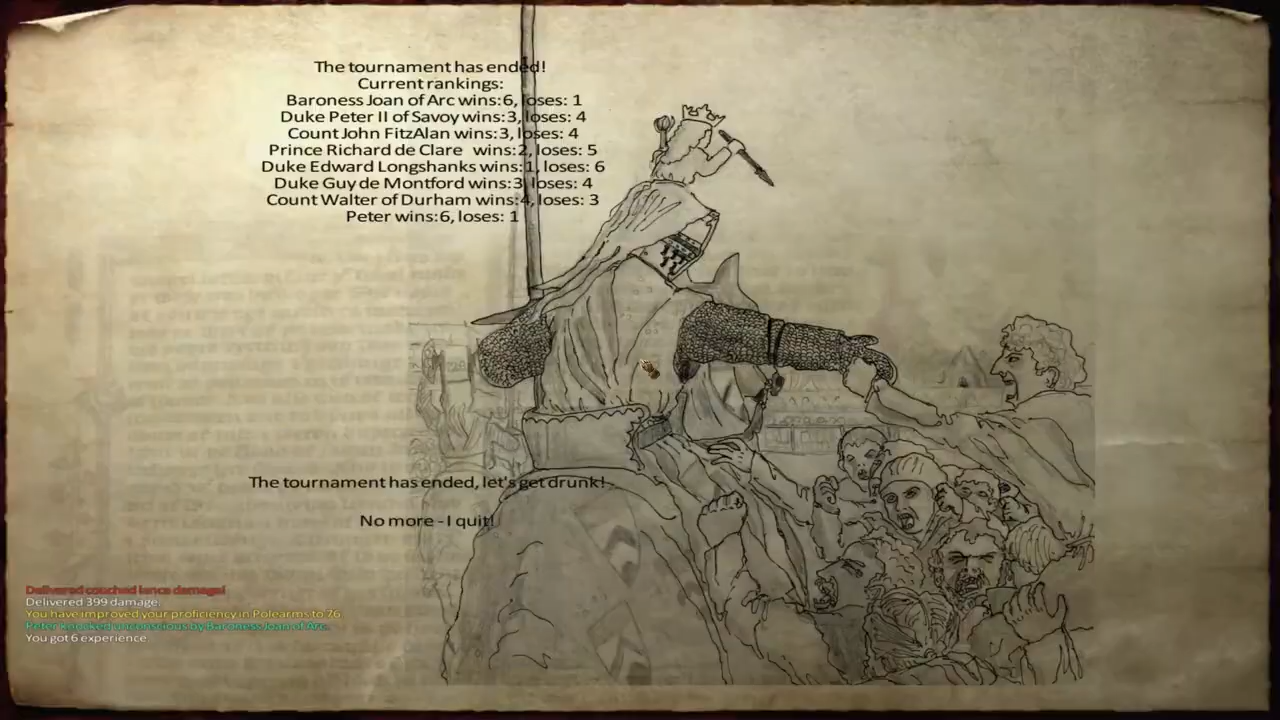 The tournament has ended!
Current rankings:
Baroness Joan of Arc wins:6, loses: 1
Duke Peter II of Savoy wins:3, loses: 4
Count John FitzAlan wins:3, loses: 4
Prince Richard de Clare  wins:2, loses: 5
Duke Edward Longshanks wins:1, loses: 6
Duke Guy de Montford wins:3, loses: 4
Count Walter of Durham wins:4, loses: 3
Peter wins:6, loses: 1
The tournament has ended, let's get drunk!
No more - I quit!
Delivered couched lance damage!
Delivered 399 damage.
You have improved your proficiency in Polearms to 76.
Peter knocked unconscious by Baroness Joan of Arc.
You got 6 experience.